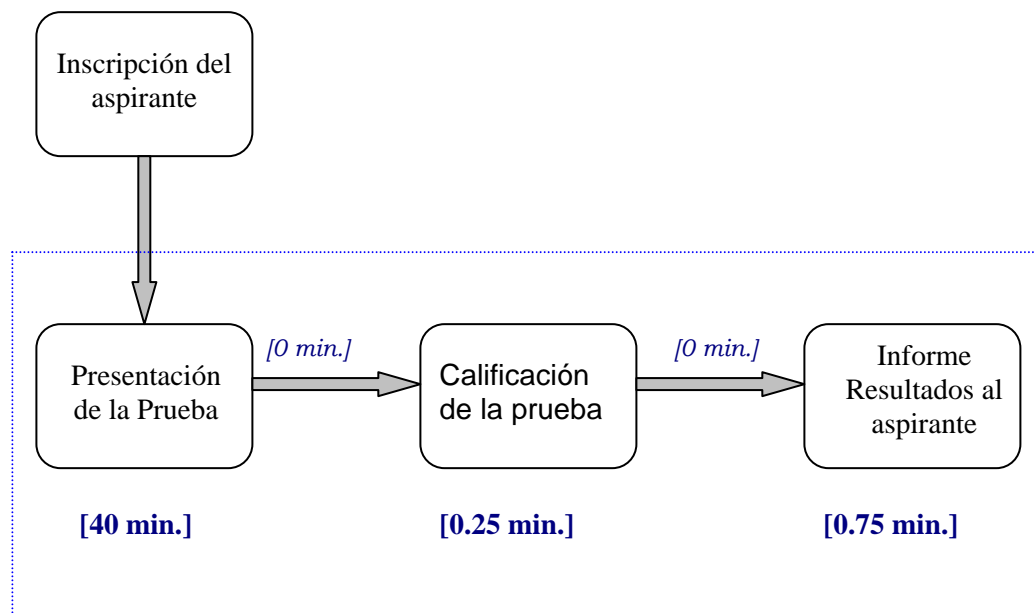 Inscripción del
aspirante
Presentación
de la Prueba
[0 min.]
Calificación
de la prueba
[0 min.]
Informe
Resultados al
aspirante
[40 min.]
[0.25 min.]
[0.75 min.]